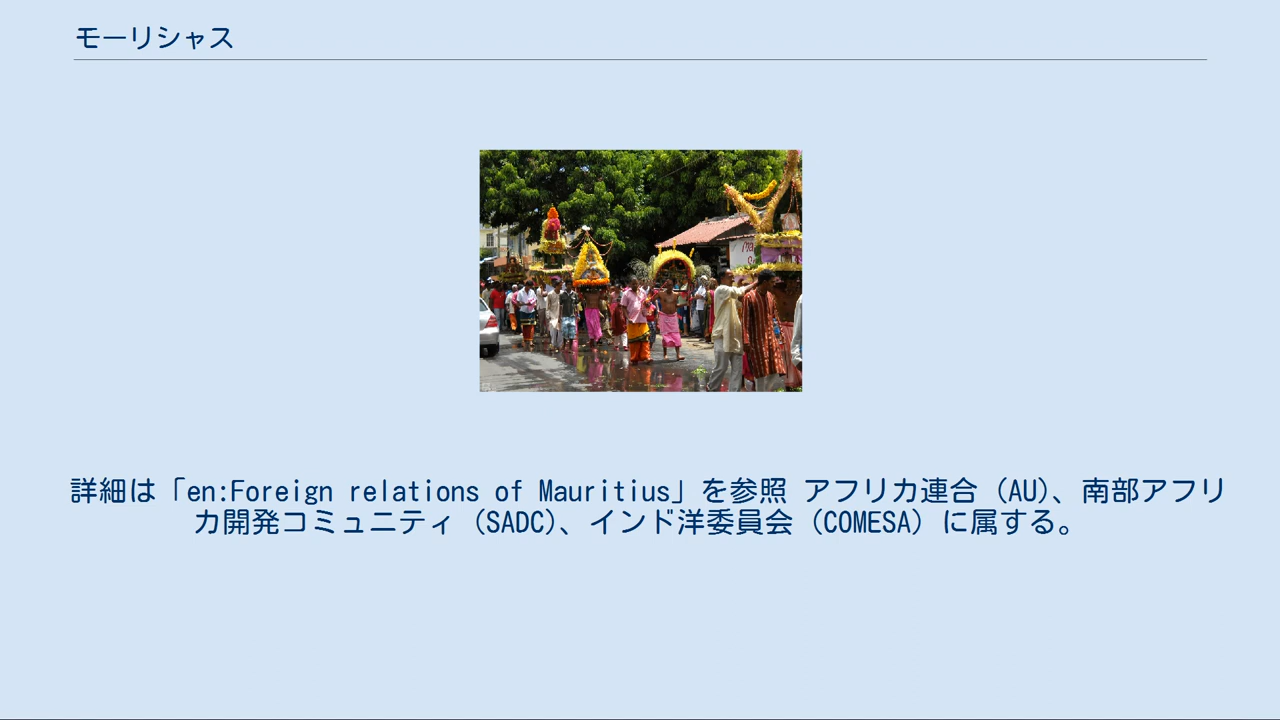 モーリシャス
詳細は「en:Foreign relations of Mauritius」を参照 アフリカ連合（AU）、南部アフリ
カ開発コミュニティ（SADC）、インド洋委員会（COMESA）に属する。